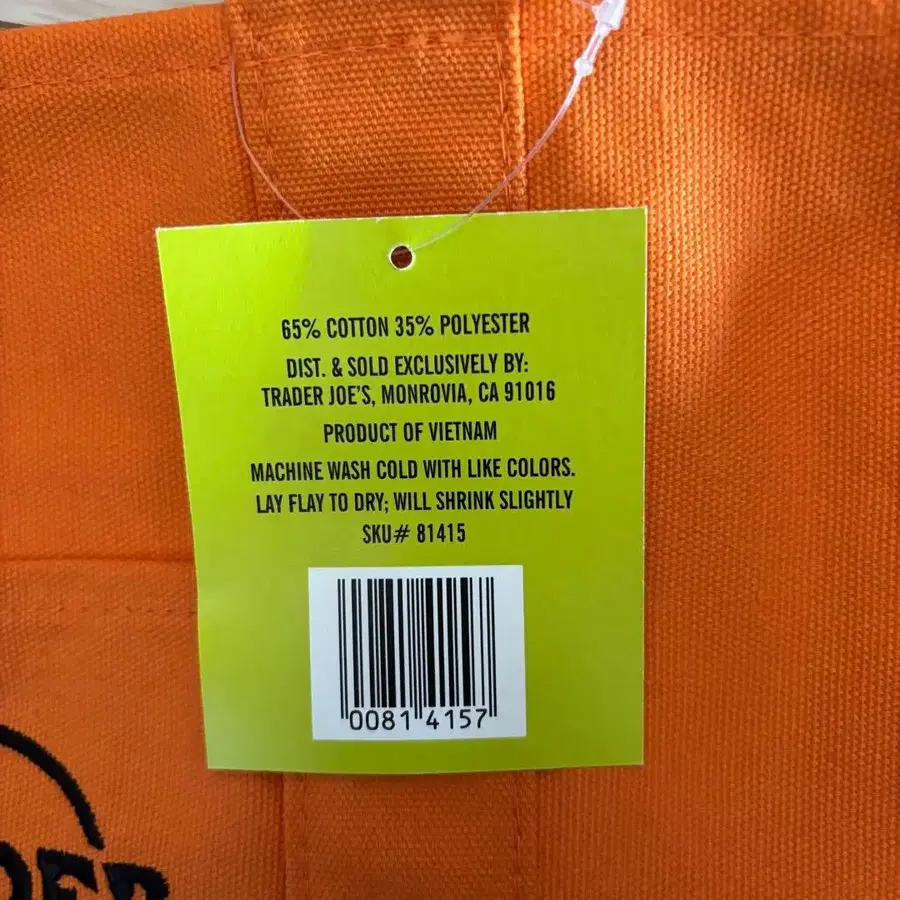 65% COTTON 35% POLYESTER
DIST. & SOLD EXCLUSIVELY BY:
TRADER JOE'S, MONROVIA, CA 91016
PRODUCT OF VIETNAM
MACHINE WASH COLD WITH LIKE COLORS.
LAY FLAY TO DRY; WILL SHRINK SLIGHTLY
SKU# 81415
0081 4157